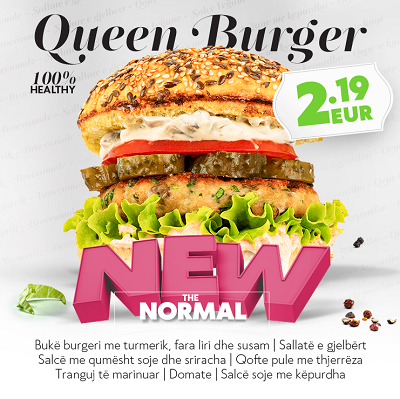 Queen Burger
100%
HEALTHY
2.19
EUR
NEW
THE
NORMAL
Bukë burgeri me turmerik, fara liri dhe susam | Sallatë e gjelbërt
Salcë me qumësht soje dhe sriracha | Qofte pule me thjerrëza
Tranguj të marinuar | Domate | Salcë soje me këpurdha